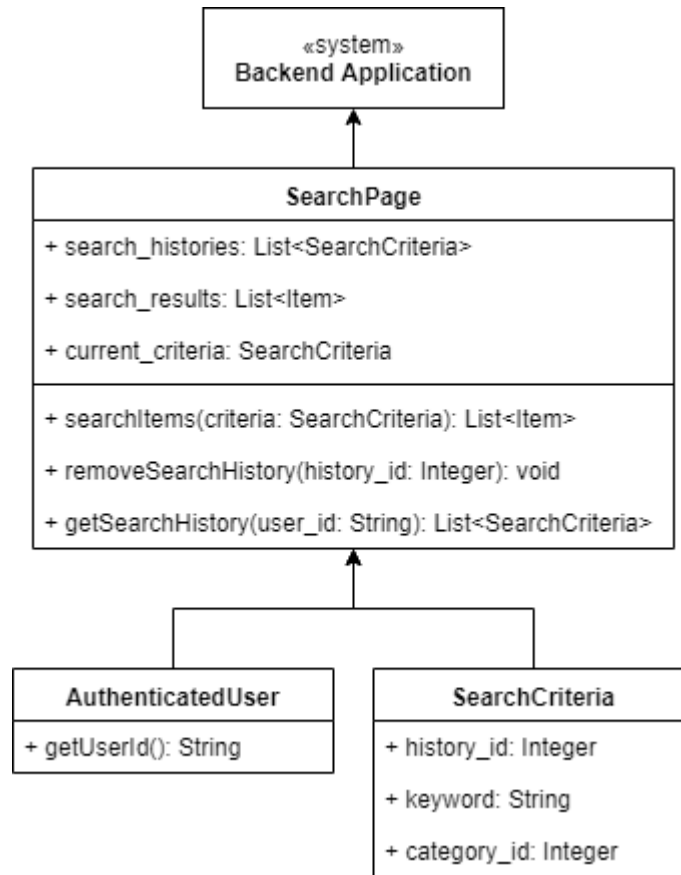 «system»
Backend Application
SearchPage
+ search_histories: List<SearchCriteria>
+ search_results: List<Item>
+ current_criteria: SearchCriteria
+ searchItems(criteria: SearchCriteria): List<Item>
+ removeSearchHistory(history_id: Integer): void
+ getSearchHistory(user_id: String): List<SearchCriteria>
AuthenticatedUser
+ getUserId(): String
SearchCriteria
+ history_id: Integer
+ keyword: String
+ category_id: Integer